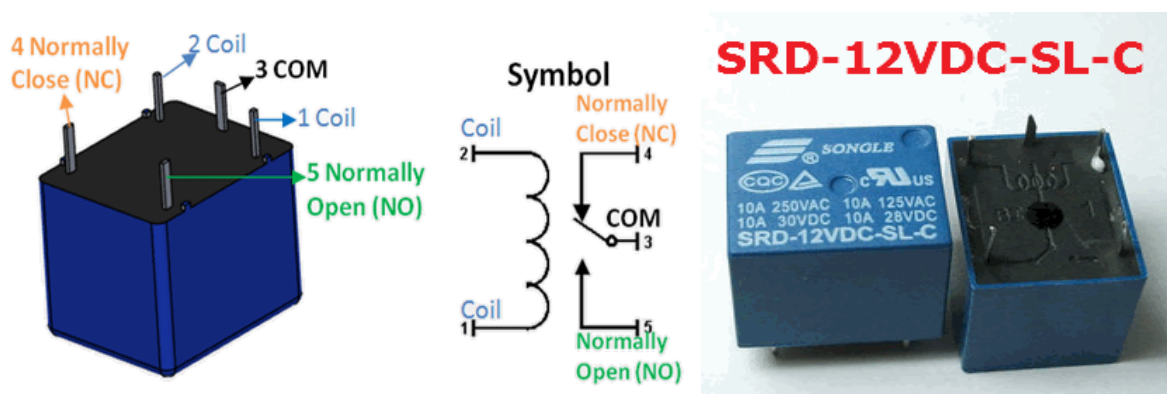 4 Normally
Close (NC)
2 Coil
3 COM
1 Coil
5 Normally
Open (NO)
Symbol
Coil
2
1
Coil
Normally
Close (NC)
4
COM
3
5
Normally
Open (NO)
SRD-12VDC-SL-C
® SONGLE
CQC
c RU US
10A 250VAC 10A 125VAC
10A 30VDC 10A 28VDC
SRD-12VDC-SL-C